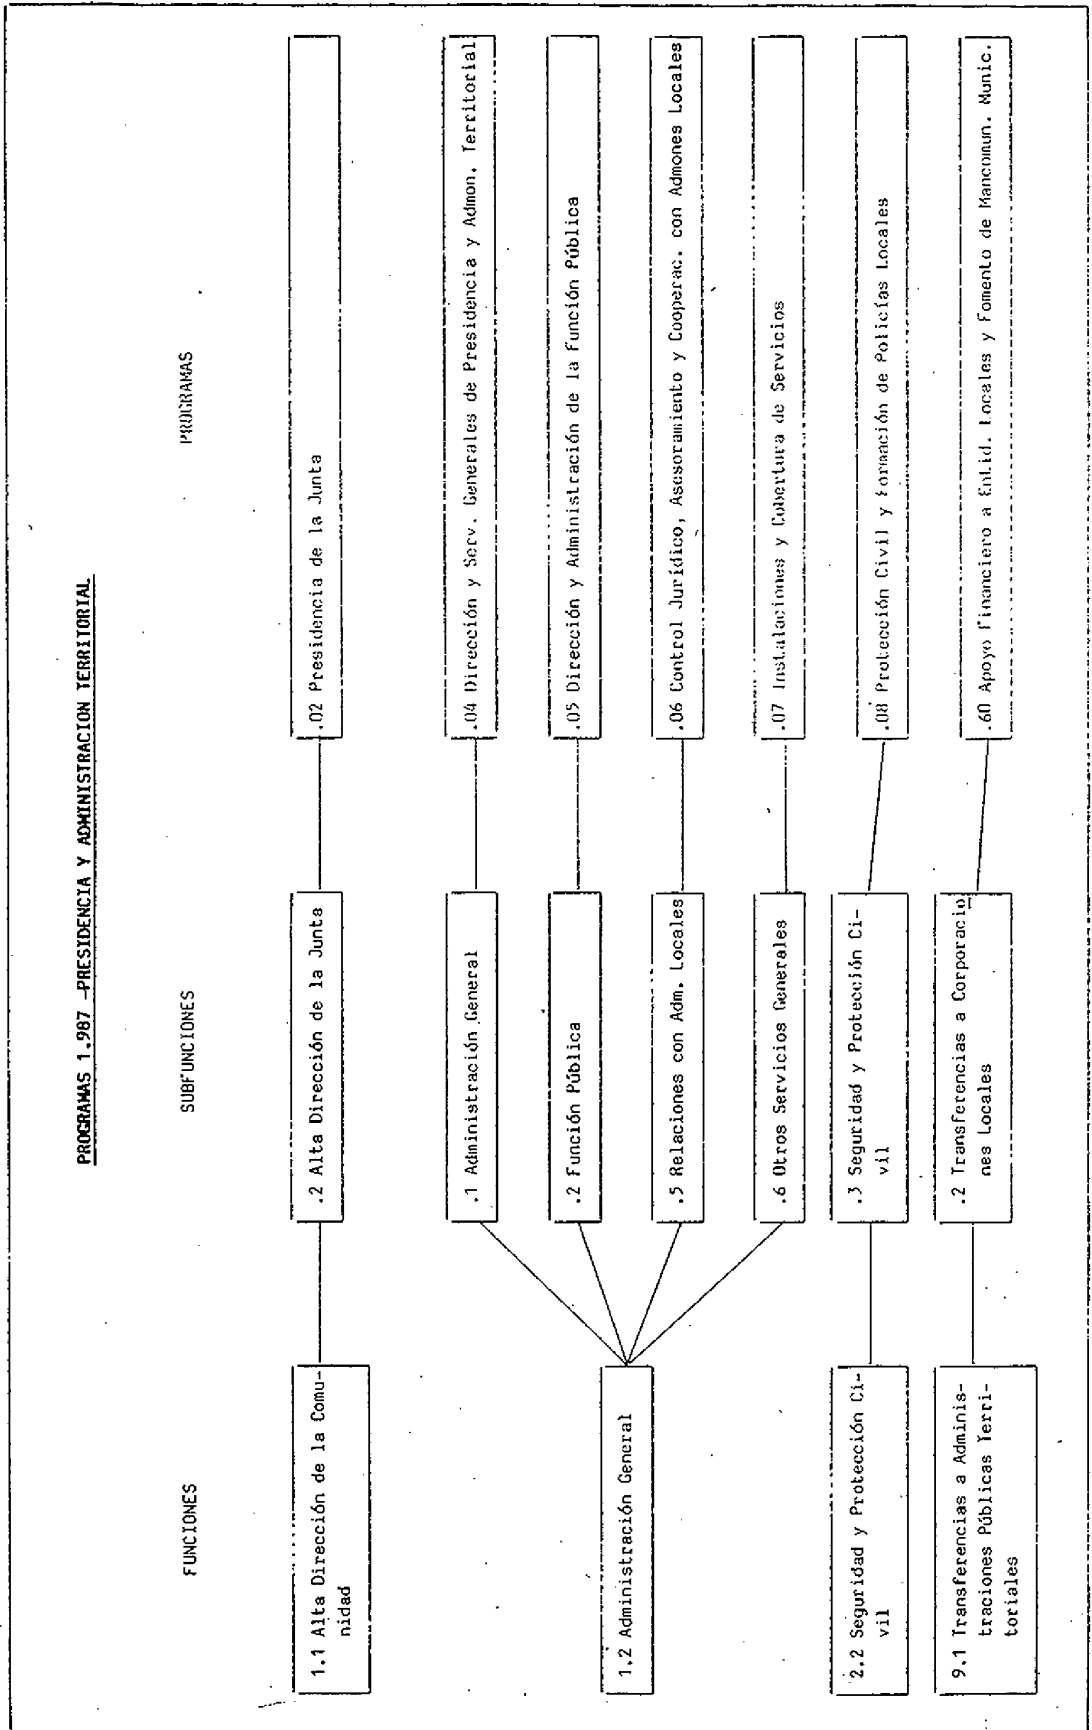 PROGRAMAS 1.987 -PRESIDENCIA Y ADMINISTRACION TERRITORIAL
FUNCIONES
SUBFUNCIONES
PROGRAMAS
1.1 Alta Dirección de la Comu-
nidad
.2 Alta Dirección de la Junta
.02 Presidencia de la Junta
1.2 Administración General
.1 Administración General
.04 Dirección y Serv. Generales de Presidencia y Admon. Territorial
.2 Función Pública
.05 Dirección y Administración de la Función Pública
.5 Relaciones con Adm. Locales
.06 Control Jurídico, Asesoramiento y Cooperac. con Admones Locales
.6 Otros Servicios Generales
.07 Instalaciones y Cobertura de Servicios
2.2 Seguridad y Protección Ci-
vil
.3 Seguridad y Protección Ci-
vil
.08 Protección Civil y Formación de Policías Locales
9.1 Transferencias a Adminis-
traciones Públicas Terri-
toriales
.2 Transferencias a Corporacio
nes Locales
.60 Apoyo Financiero a Entid. Locales y Fomento de Mancomun. Munic.